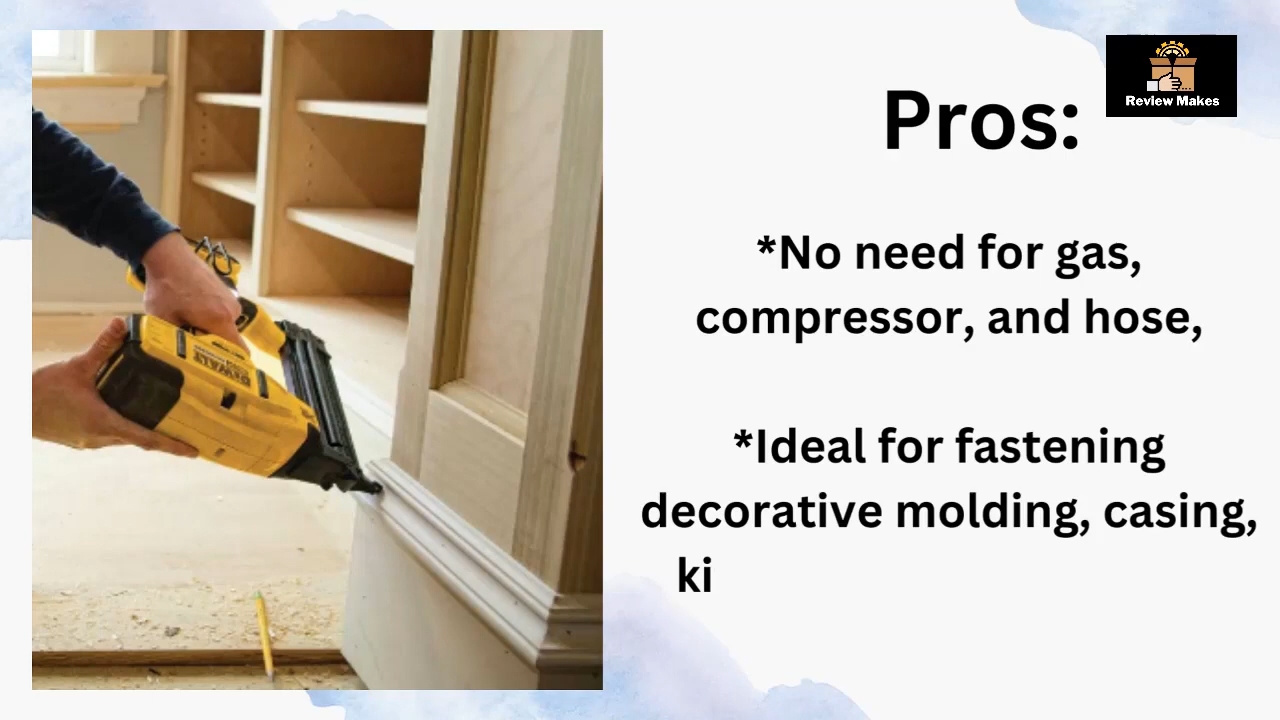 Review Makes
Pros:
*No need for gas,
compressor, and hose,
*Ideal for fastening
decorative molding, casing,
ki
DEWALT